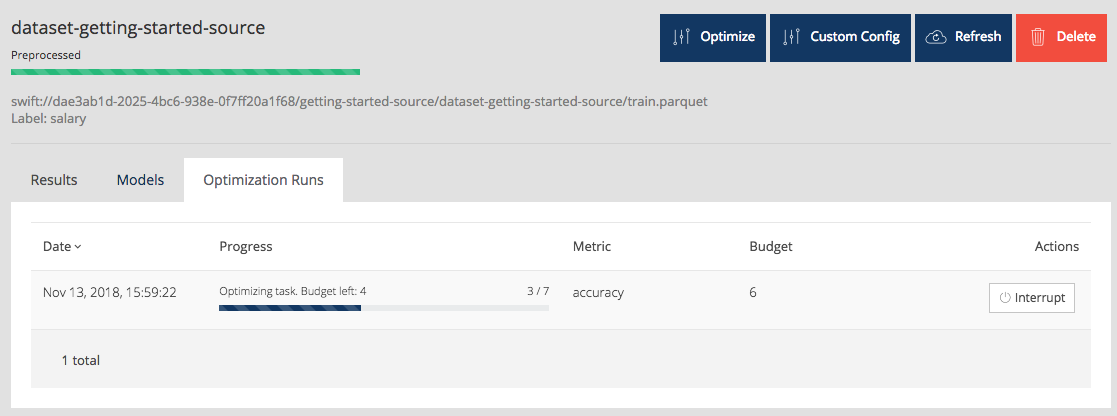 dataset-getting-started-source
Optimize
Custom Config
Refresh
Delete
Preprocessed
swift://dae3ab1d-2025-4bc6-938e-0f7ff20a1f68/getting-started-source/dataset-getting-started-source/train.parquet
Label: salary
Results Models Optimization Runs
Date Progress Metric Budget Actions
Nov 13, 2018, 15:59:22 Optimizing task. Budget left: 4 3 / 7 accuracy 6 Interrupt
1 total